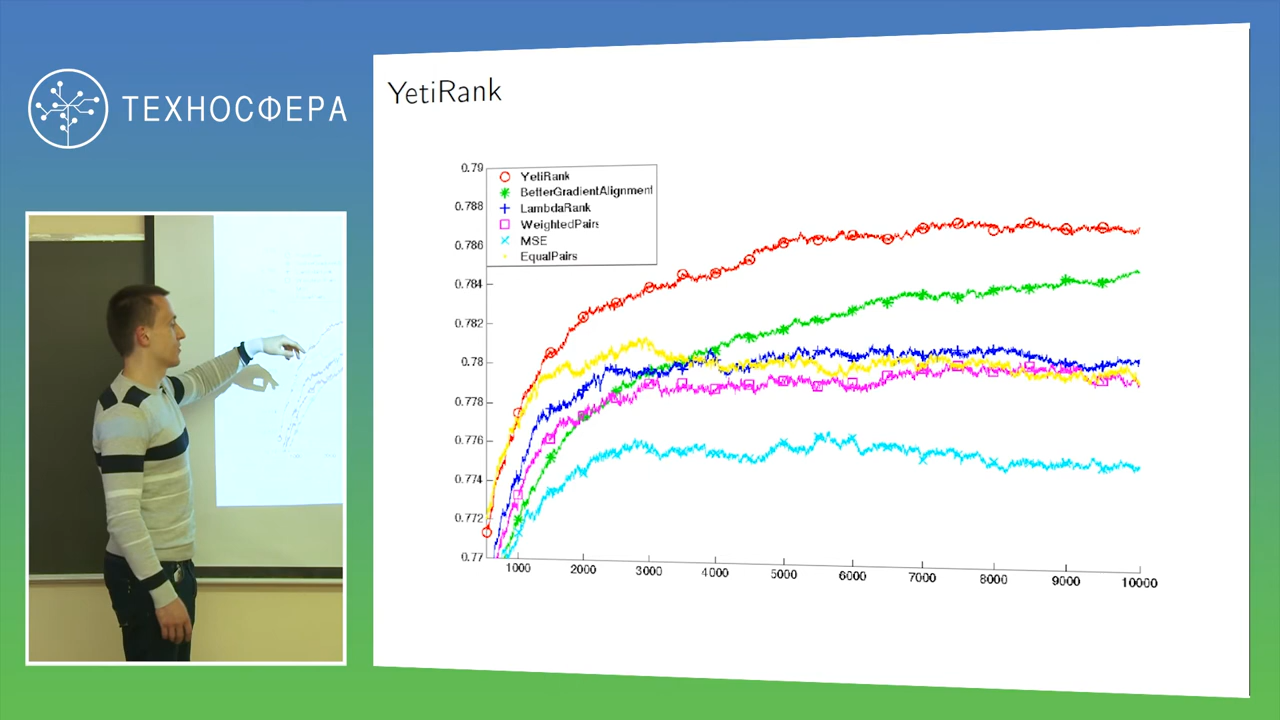 ТЕХНОСФЕРА
YetiRank
0.79
0.788
0.786
0.784
0.782
0.78
0.778
0.776
0.774
0.772
0.77
YetiRank
BetterGradientAlignment
LambdaRank
WeightedPairs
MSE
EqualPairs
1000 2000 3000 4000 5000 6000 7000 8000 9000 10000